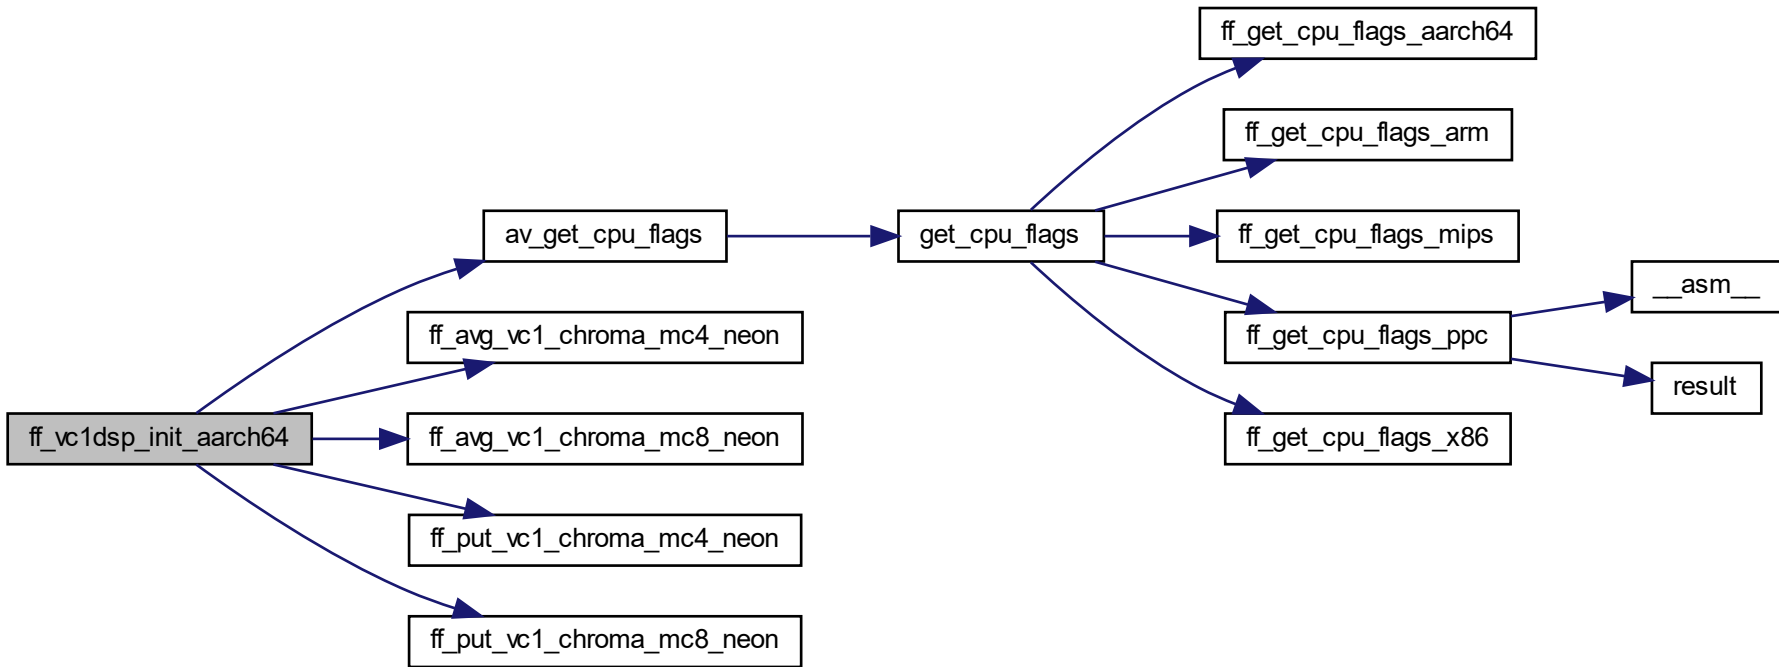 ff_get_cpu_flags_aarch64
ff_get_cpu_flags_arm
av_get_cpu_flags
get_cpu_flags
ff_get_cpu_flags_mips
__asm__
ff_avg_vc1_chroma_mc4_neon
ff_get_cpu_flags_ppc
result
ff_vc1dsp_init_aarch64
ff_avg_vc1_chroma_mc8_neon
ff_get_cpu_flags_x86
ff_put_vc1_chroma_mc4_neon
ff_put_vc1_chroma_mc8_neon